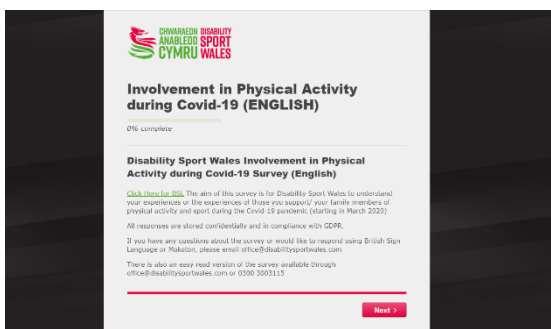 CHWARAEON DISABILITY
ANABLEDD SPORT
CYMRU WALES
Involvement in Physical Activity
during Covid-19 (ENGLISH)
0% complete
Disability Sport Wales Involvement in Physical
Activity during Covid-19 Survey (English)
Click Here for BSL The aim of this survey is for Disability Sport Wales to understand
your experiences or the experiences of those you support/ your family members of
physical activity and sport during the Covid-19 pandemic (starting in March 2020)
All responses are stored confidentially and in compliance with GDPR.
If you have any questions about the survey or would like to respond using British Sign
Language or Makaton, please email office@disabilitysportwales.com
There is also an easy read version of the survey available through
office@disabilitysportwales.com or 0300 3003115
Next >